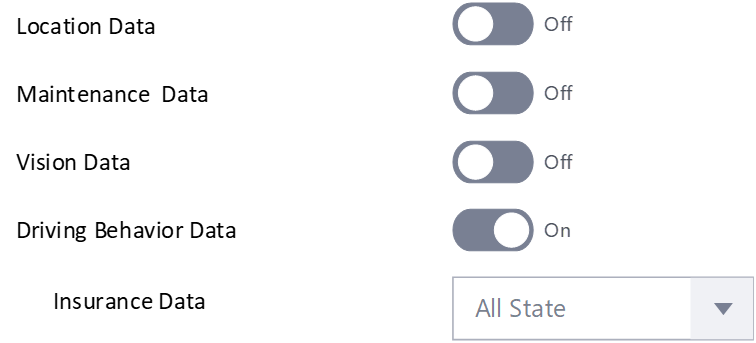 Location Data Off
Maintenance Data Off
Vision Data Off
Driving Behavior Data On
Insurance Data All State